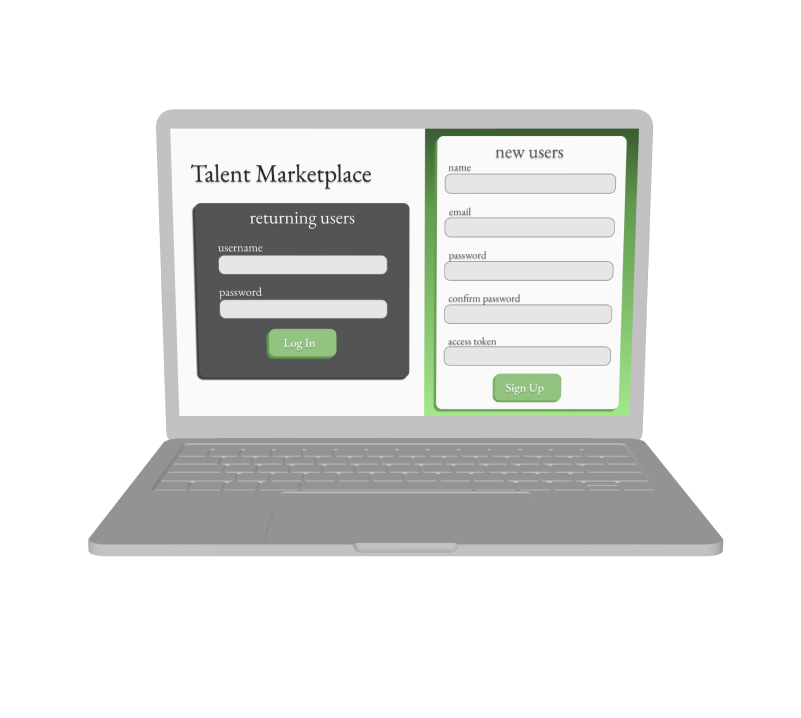 Talent Marketplace
returning users
username
password
Log In
new users
name
email
password
confirm password
access token
Sign Up